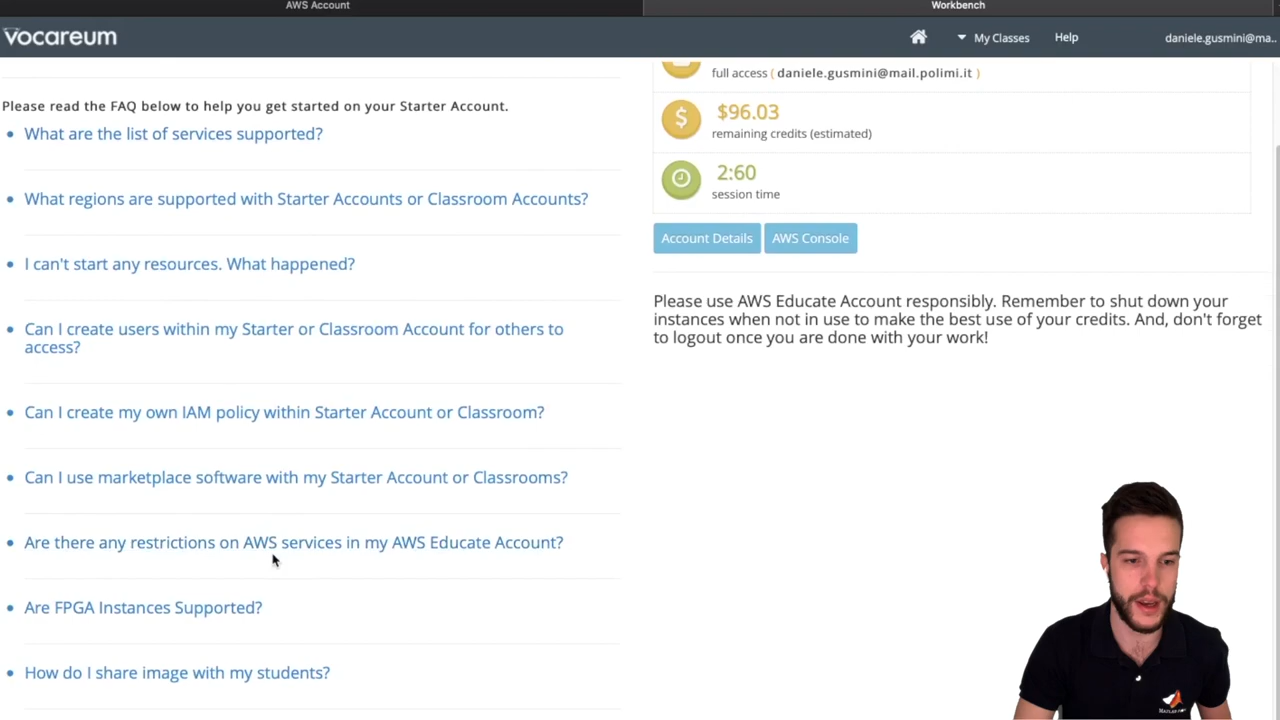 AWS Account
Workbench
vocareum
My Classes
Help
daniele.gusmini@ma..
Please read the FAQ below to help you get started on your Starter Account.
What are the list of services supported?
What regions are supported with Starter Accounts or Classroom Accounts?
I can't start any resources. What happened?
Can I create users within my Starter or Classroom Account for others to
access?
Can I create my own IAM policy within Starter Account or Classroom?
Can I use marketplace software with my Starter Account or Classrooms?
Are there any restrictions on AWS services in my AWS Educate Account?
Are FPGA Instances Supported?
How do I share image with my students?
full access ( daniele.gusmini@mail.polimi.it )
$
$96.03
remaining credits (estimated)
2:60
session time
Account Details
AWS Console
Please use AWS Educate Account responsibly. Remember to shut down your
instances when not in use to make the best use of your credits. And, don't forget
to logout once you are done with your work!